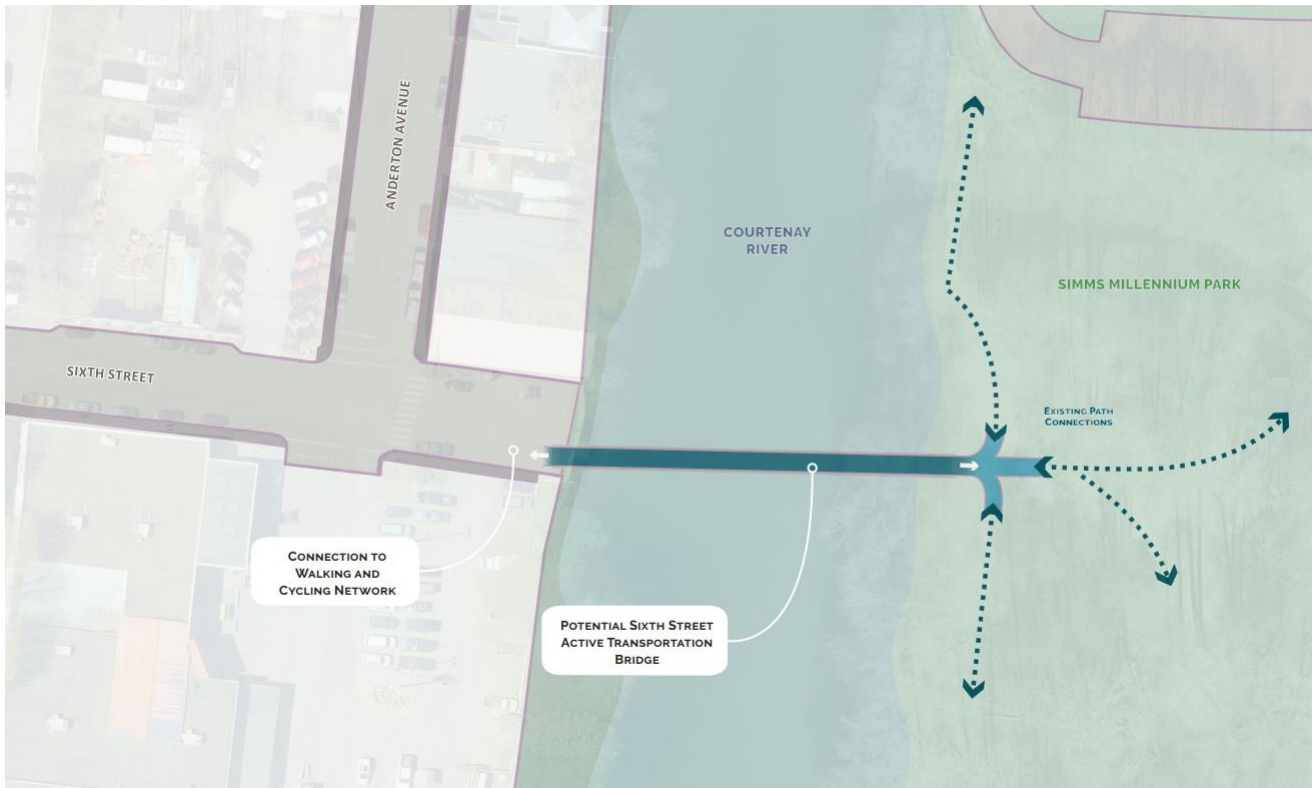 ANDERTON AVENUE
COURTENAY
RIVER
SIMMS MILLENNIUM PARK
SIXTH STREET
EXISTING PATH
CONNECTIONS
CONNECTION TO
WALKING AND
CYCLING NETWORK
POTENTIAL SIXTH STREET
ACTIVE TRANSPORTATION
BRIDGE